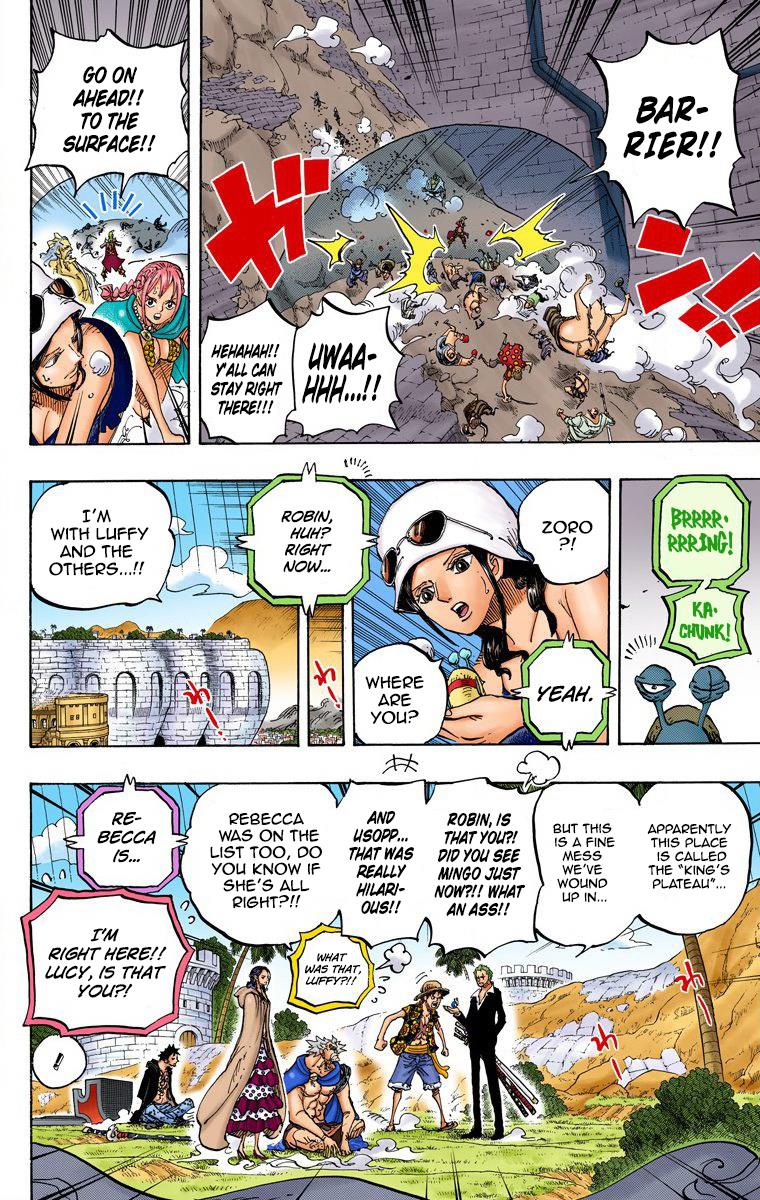 BAR-
RIER!!
ガ
!!
UWAA-
HHH...!!
HEHAHAH!!
Y'ALL CAN
STAY RIGHT
THERE!!!
GO ON
AHEAD!!
TO THE
SURFACE!!
BRRRR-
RRRING!
KA-
CHUNK!
ZORO
?!
YEAH.
WHERE
ARE
YOU?
ROBIN,
HUH?
RIGHT
NOW...
I'M
WITH LUFFY
AND THE
OTHERS...!!
APPARENTLY
THIS PLACE
IS CALLED
THE "KING'S
PLATEAU"...
BUT THIS
IS A FINE
MESS
WE'VE
WOUND
UP IN...
ROBIN, IS
THAT YOU?!
DID YOU SEE
MINGO JUST
NOW?!! WHAT
AN ASS!!
AND
USOPP...
THAT WAS
REALLY
HILARI-
OUS!!
WHAT
WAS THAT,
LUFFY?!!
REBECCA
WAS ON THE
LIST TOO, DO
YOU KNOW IF
SHE'S ALL
RIGHT?!!
RE-
BECCA
IS...
I'M
RIGHT HERE!!
LUCY, IS THAT
YOU?!
!